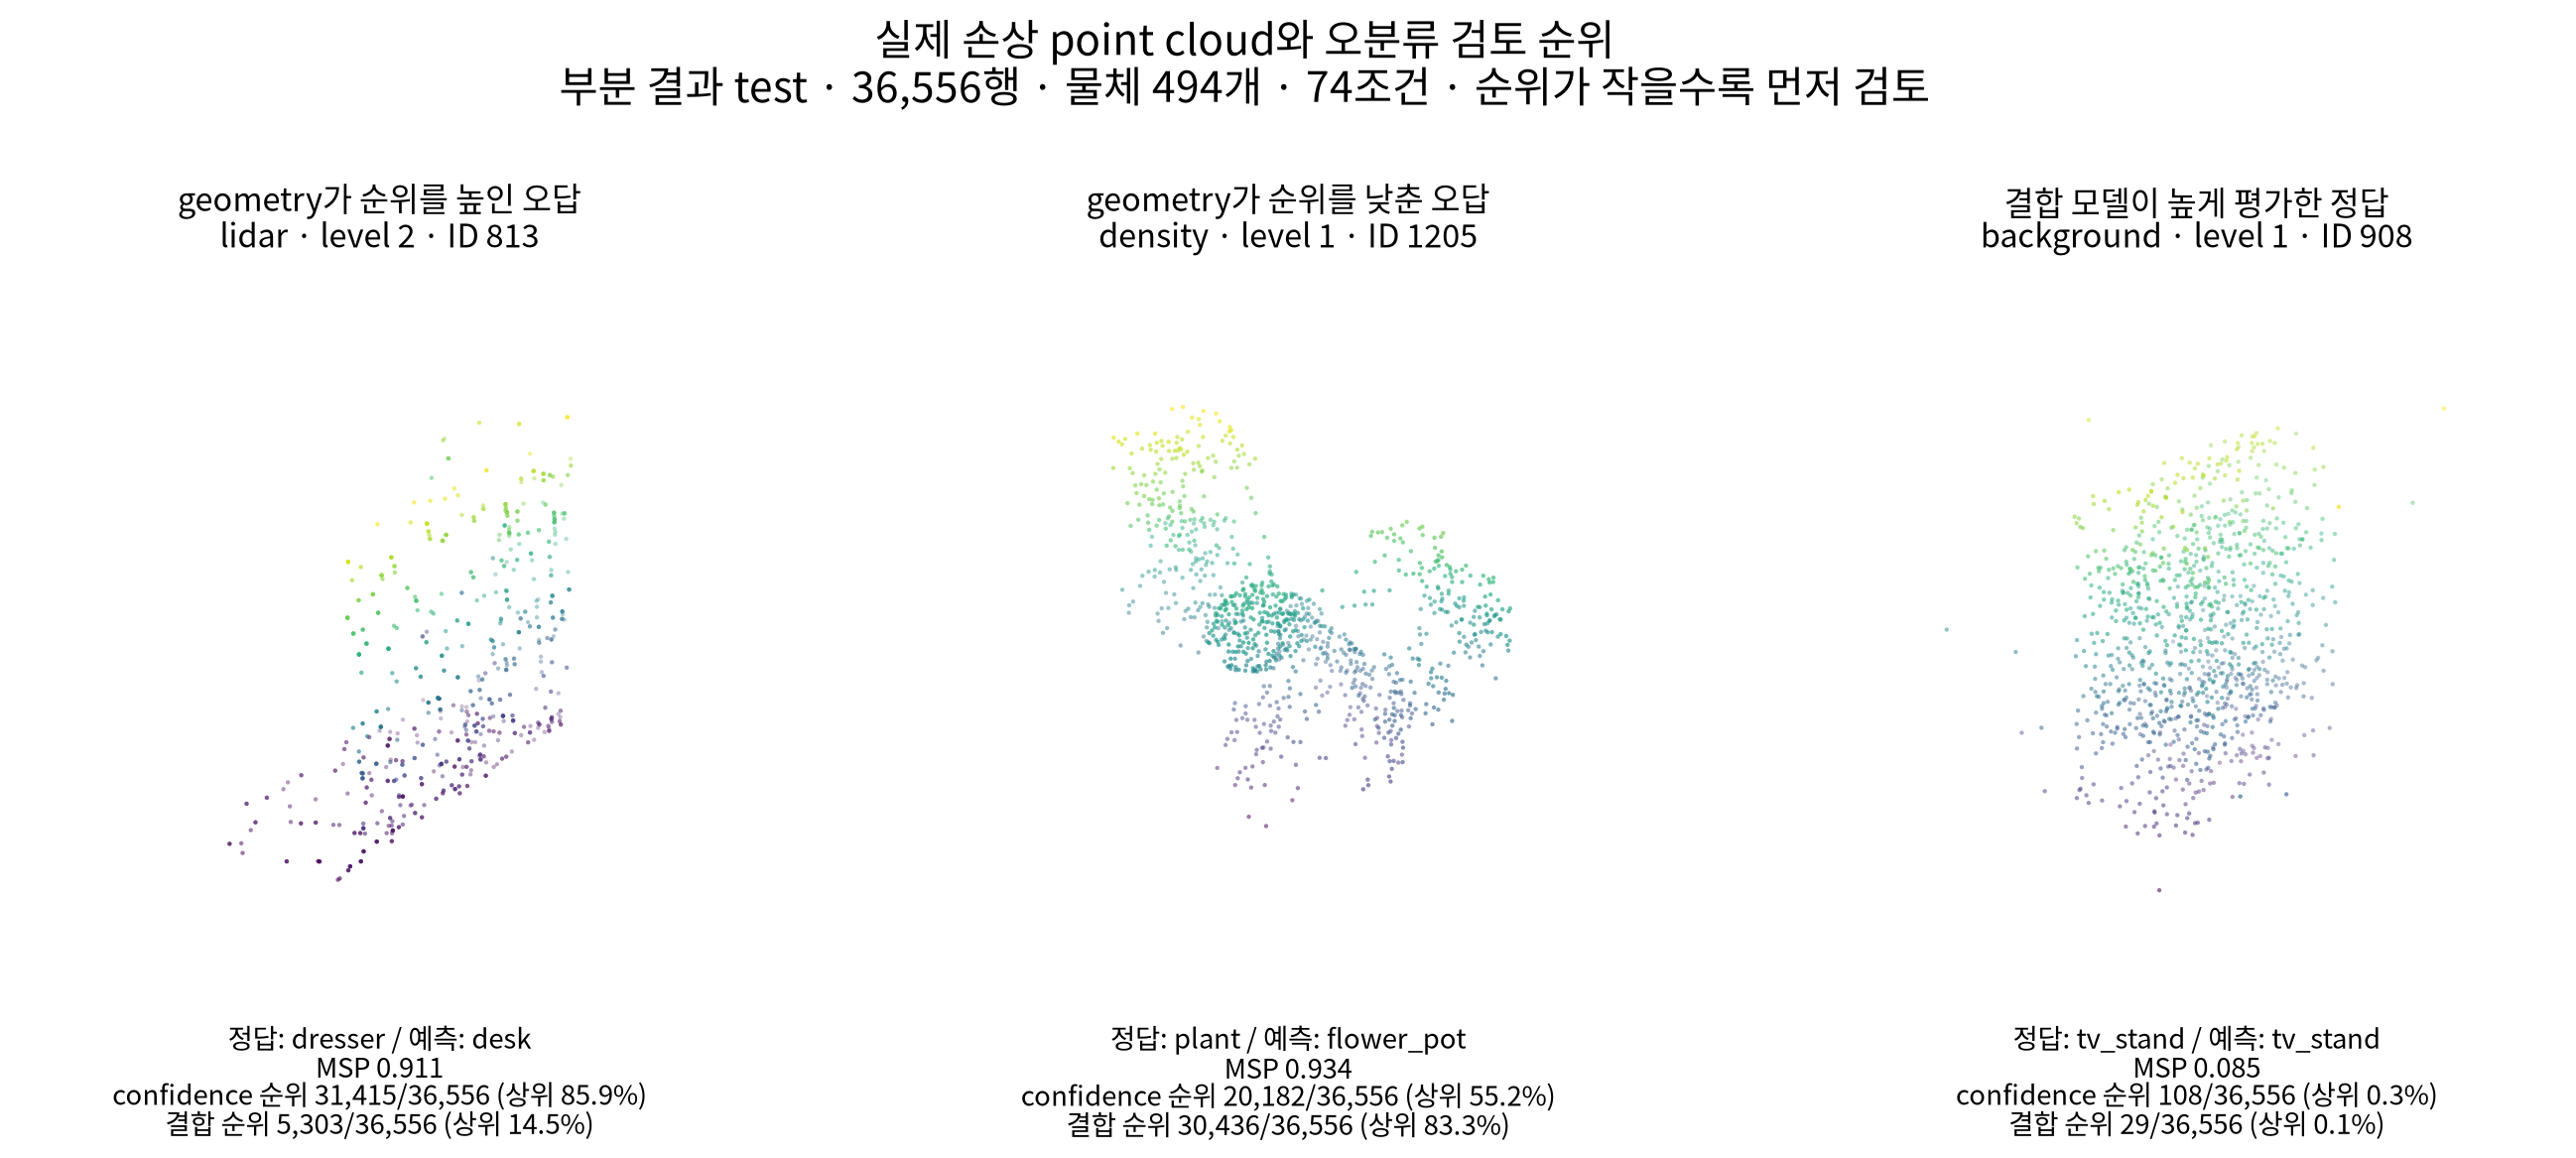 실제 손상 point cloud와 오분류 검토 순위
부분 결과 test · 36,556행 · 물체 494개 · 74조건 · 순위가 작을수록 먼저 검토
geometry가 순위를 높인 오답
lidar · level 2 · ID 813
정답: dresser / 예측: desk
MSP 0.911
confidence 순위 31,415/36,556 (상위 85.9%)
결합 순위 5,303/36,556 (상위 14.5%)
geometry가 순위를 낮춘 오답
density · level 1 · ID 1205
정답: plant / 예측: flower_pot
MSP 0.934
confidence 순위 20,182/36,556 (상위 55.2%)
결합 순위 30,436/36,556 (상위 83.3%)
결합 모델이 높게 평가한 정답
background · level 1 · ID 908
정답: tv_stand / 예측: tv_stand
MSP 0.085
confidence 순위 108/36,556 (상위 0.3%)
결합 순위 29/36,556 (상위 0.1%)